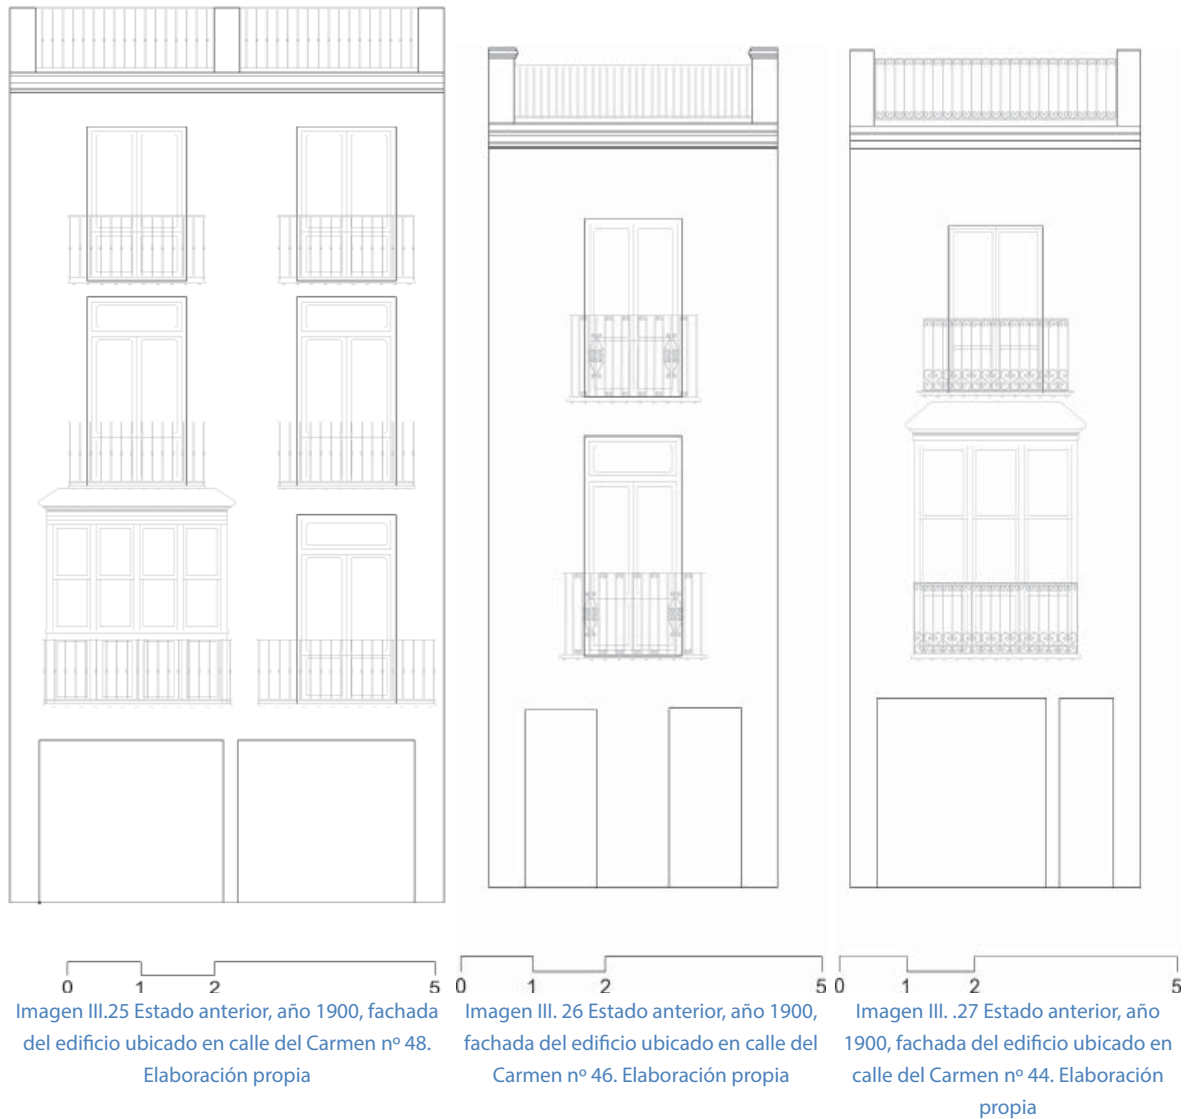 0 1 2 5
Imagen III.25 Estado anterior, año 1900, fachada
del edificio ubicado en calle del Carmen nº 48.
Elaboración propia
0 1 2 5
Imagen III. 26 Estado anterior, año 1900,
fachada del edificio ubicado en calle del
Carmen nº 46. Elaboración propia
0 1 2 5
Imagen III. .27 Estado anterior, año
1900, fachada del edificio ubicado en
calle del Carmen nº 44. Elaboración
propia